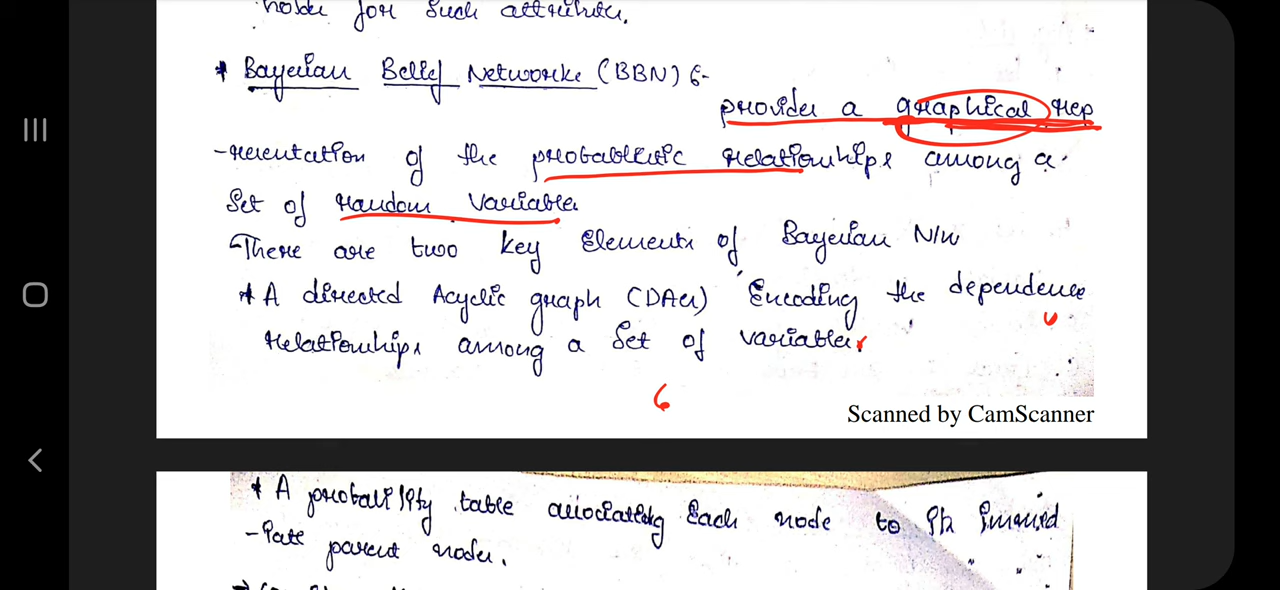 holds for such attributes.
* Bayesian Belief Networks (BBN) :-
provides a graphical rep
-resentation of the probabilistic relationships among a
set of random variables
-There are two key Elements of Bayesian N/W
* A directed Acyclic graph (DAG) Encoding the dependence
relationships among a set of variables.
Scanned by CamScanner
* A probability table associating Each node to its immed
-iate parent nodes.